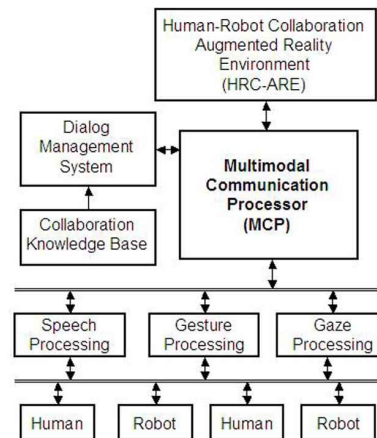 Human-Robot Collaboration
Augmented Reality
Environment
(HRC-ARE)
Dialog
Management
System
Multimodal
Communication
Processor
(MCP)
Collaboration
Knowledge Base
Speech
Processing
Gesture
Processing
Gaze
Processing
Human
Robot
Human
Robot